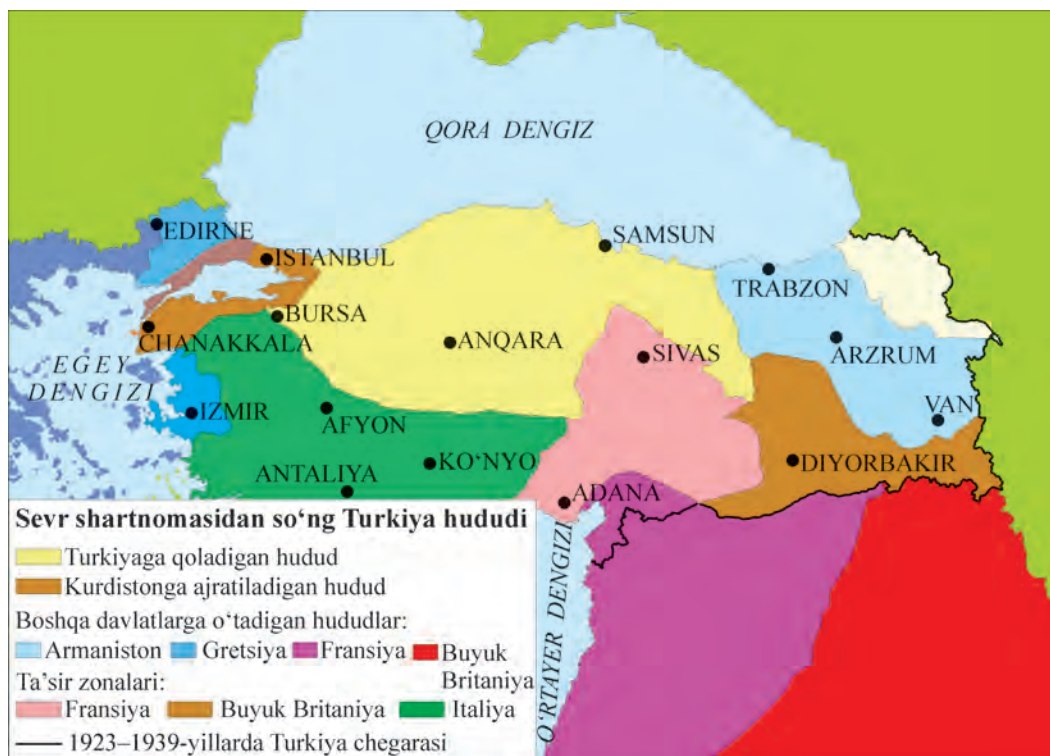 QORA DENGIZ
EDIRNE
ISTANBUL
SAMSUN
TRABZON
BURSA
CHANAKKALA
ANQARA
SIVAS
ARZRUM
EGEY
DENGIZI
IZMIR
AFYON
VAN
KO‘NYO
DIYORBAKIR
ANTALIYA
ADANA
O‘RTAYER DENGIZI
Sevr shartnomasidan so‘ng Turkiya hududi
Turkiyaga qoladigan hudud
Kurdistonga ajratiladigan hudud
Boshqa davlatlarga o‘tadigan hududlar:
Armaniston Gretsiya Fransiya Buyuk
Britaniya
Ta’sir zonalari:
Fransiya Buyuk Britaniya Italiya
1923–1939-yillarda Turkiya chegarasi